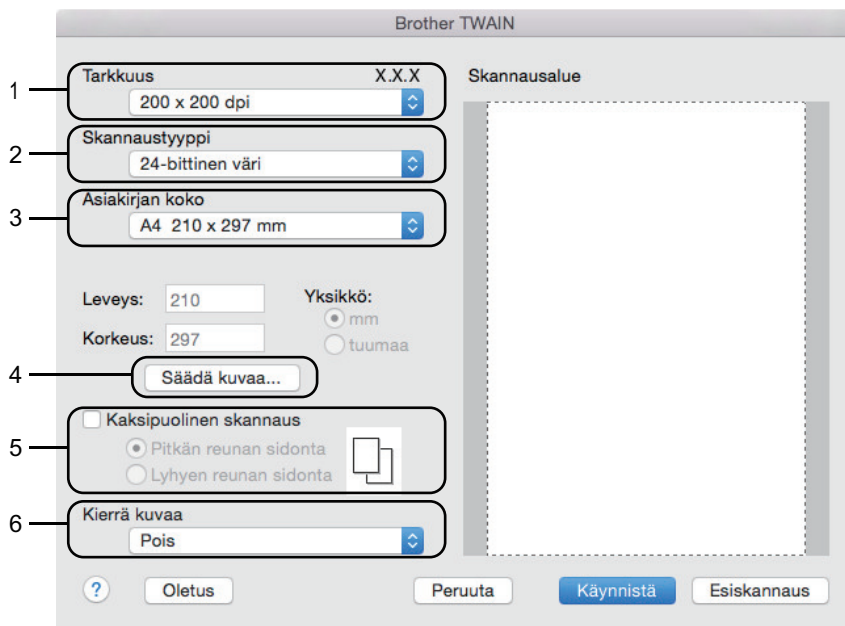 Brother TWAIN
1
Tarkkuus X.X.X
200 x 200 dpi
2
Skannaustyyppi
24-bittinen väri
3
Asiakirjan koko
A4 210 x 297 mm
Leveys: 210
Korkeus: 297
Yksikkö:
mm
tuumaa
4
Säädä kuvaa...
5
Kaksipuolinen skannaus
Pitkän reunan sidonta
Lyhyen reunan sidonta
6
Kierrä kuvaa
Pois
Skannausalue
?
Oletus
Peruuta
Käynnistä
Esiskannaus